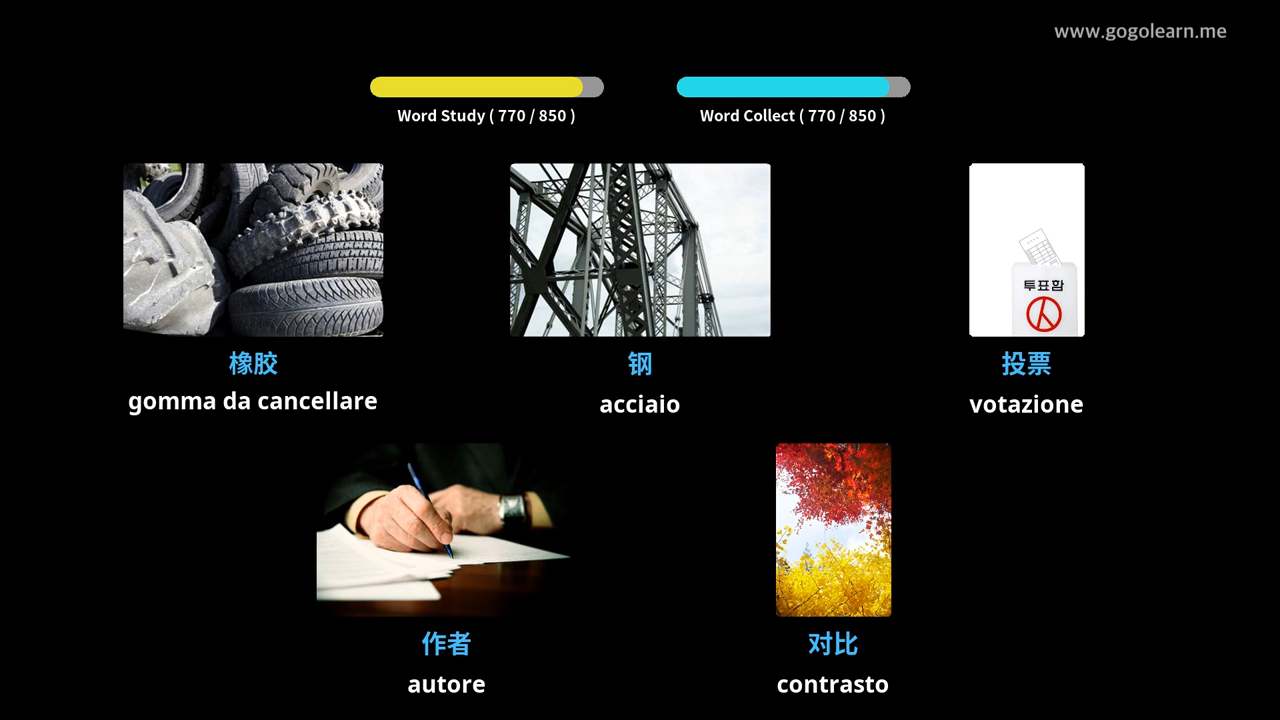 www.gogolearn.me
Word Study ( 770 / 850 )
Word Collect ( 770 / 850 )
투표함
橡胶
钢
投票
gomma da cancellare
acciaio
votazione
作者
对比
autore
contrasto